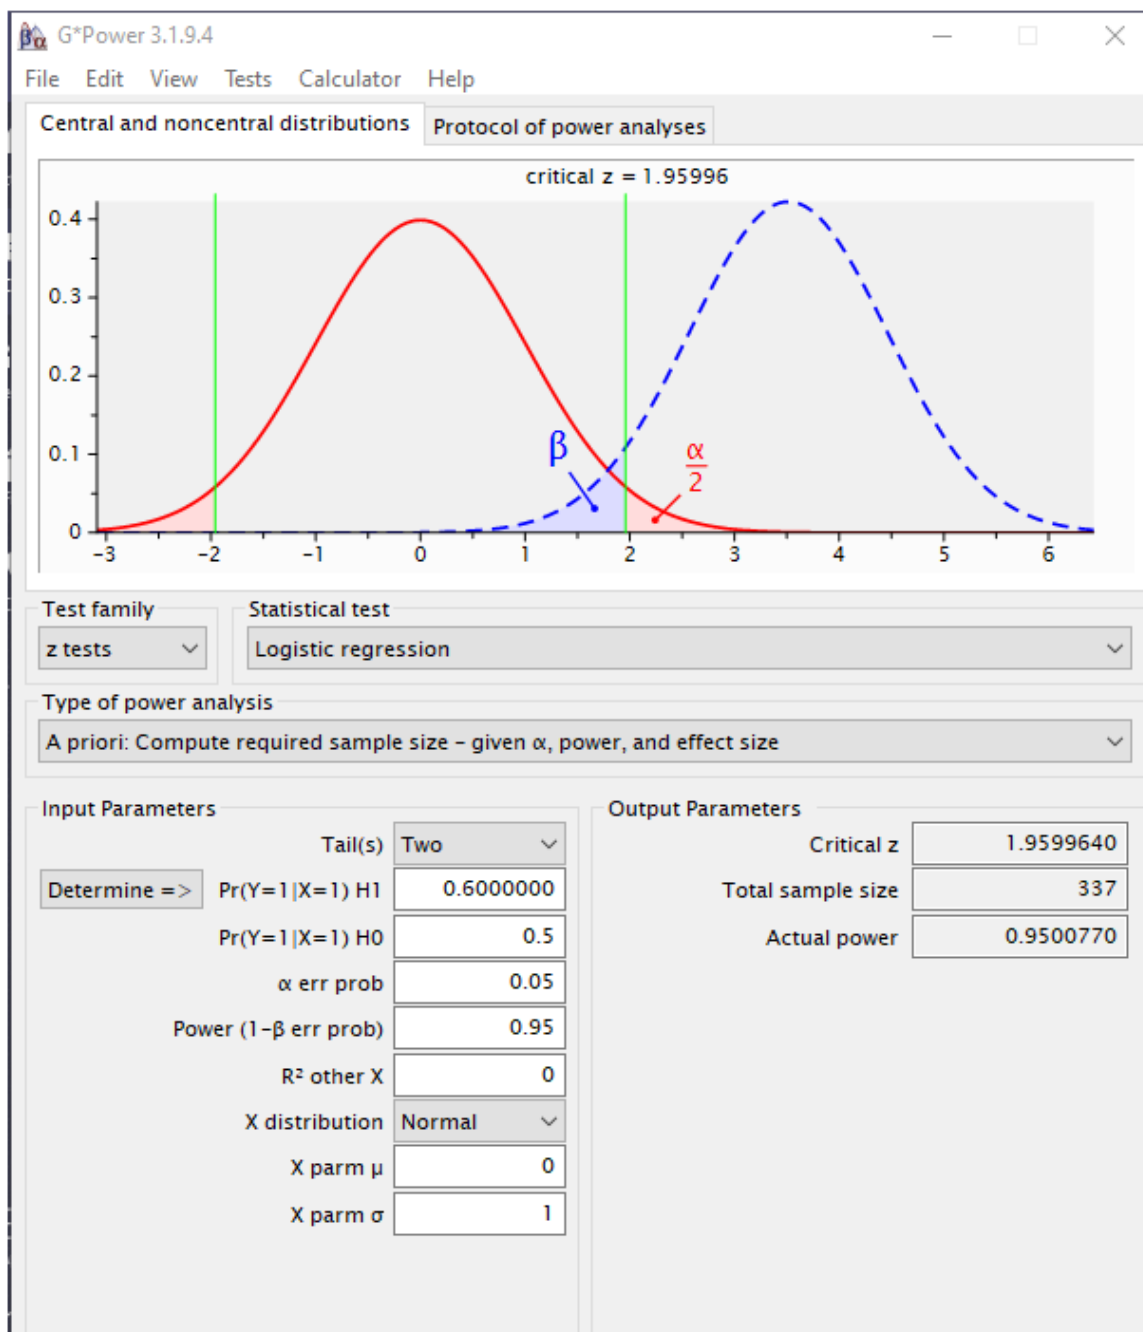 G*Power 3.1.9.4
File Edit View Tests Calculator Help
Central and noncentral distributions Protocol of power analyses
critical z = 1.95996
0.4
0.3
0.2
0.1
0
β
α
2
-3 -2 -1 0 1 2 3 4 5 6
Test family Statistical test
z tests Logistic regression
Type of power analysis
A priori: Compute required sample size - given α, power, and effect size
Input Parameters Output Parameters
Tail(s) Two Critical z 1.9599640
Determine => Pr(Y=1|X=1) H1 0.6000000 Total sample size 337
Pr(Y=1|X=1) H0 0.5 Actual power 0.9500770
α err prob 0.05
Power (1-β err prob) 0.95
R² other X 0
X distribution Normal
X parm μ 0
X parm σ 1